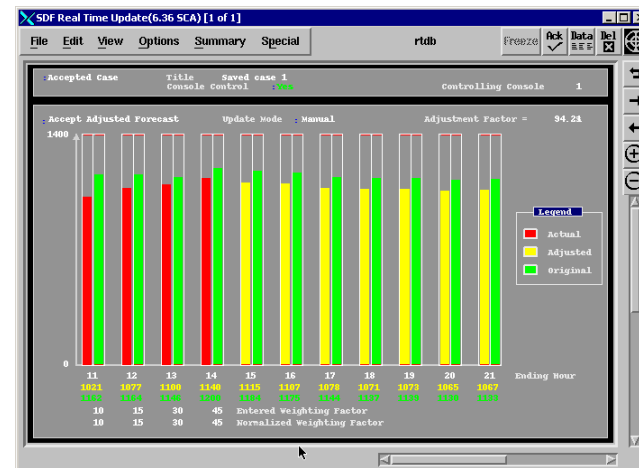 SDF Real Time Update(6.36 SCA) [1 of 1]
File Edit View Options Summary Special rtdb Freeze Ack Data Del
:Accepted Case Title Saved case 1
Console Control : Controlling Console 1
:Accept Adjusted Forecast Update Mode : Manual Adjustment Factor = 94.21
1400
Legend
Actual
Adjusted
Original
0
11 12 13 14 15 16 17 18 19 20 21 Ending Hour
1021 1077 1100 1140 1115 1107 1078 1071 1073 1065 1067
10 15 30 45 Entered Weighting Factor
10 15 30 45 Normalized Weighting Factor